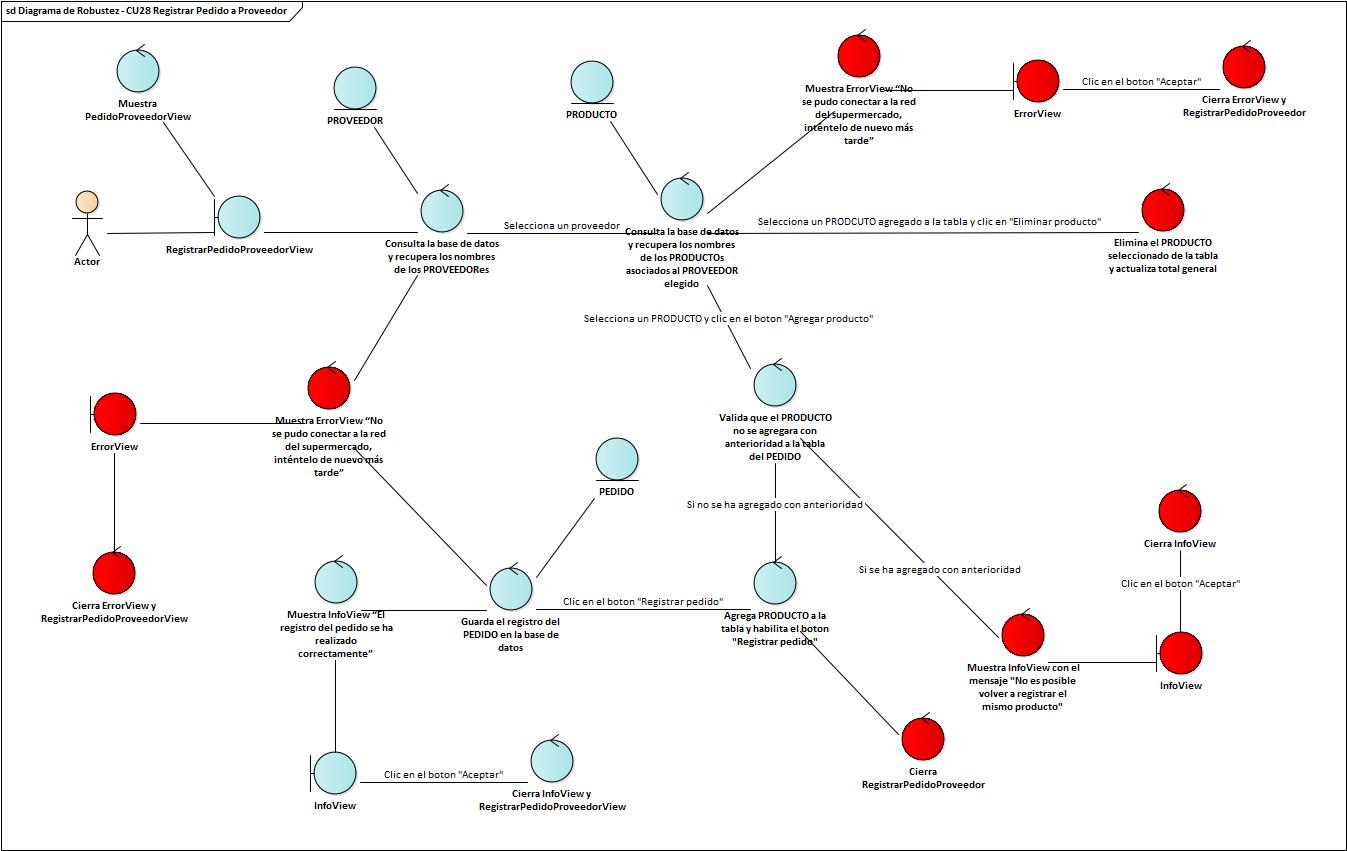 sd Diagrama de Robustez - CU28 Registrar Pedido a Proveedor
Muestra
PedidoProveedorView
PROVEEDOR
PRODUCTO
Muestra ErrorView “No
se pudo conectar a la red
del supermercado,
inténtelo de nuevo más
tarde”
ErrorView
Clic en el boton "Aceptar"
Cierra ErrorView y
RegistrarPedidoProveedor
Actor
RegistrarPedidoProveedorView
Consulta la base de datos
y recupera los nombres
de los PROVEEDORes
Selecciona un proveedor
Consulta la base de datos
y recupera los nombres
de los PRODUCTOs
asociados al PROVEEDOR
elegido
Selecciona un PRODCUTO agregado a la tabla y clic en "Eliminar producto"
Elimina el PRODUCTO
seleccionado de la tabla
y actualiza total general
Selecciona un PRODUCTO y clic en el boton "Agregar producto"
ErrorView
Muestra ErrorView “No
se pudo conectar a la red
del supermercado,
inténtelo de nuevo más
tarde”
Valida que el PRODUCTO
no se agregara con
anterioridad a la tabla
del PEDIDO
PEDIDO
Si no se ha agregado con anterioridad
Si se ha agregado con anterioridad
Cierra InfoView
Clic en el boton "Aceptar"
Cierra ErrorView y
RegistrarPedidoProveedorView
Muestra InfoView “El
registro del pedido se ha
realizado
correctamente”
Guarda el registro del
PEDIDO en la base de
datos
Clic en el boton "Registrar pedido"
Agrega PRODUCTO a la
tabla y habilita el boton
"Registrar pedido"
Muestra InfoView con el
mensaje "No es posible
volver a registrar el
mismo producto"
InfoView
Cierra
RegistrarPedidoProveedor
InfoView
Clic en el boton "Aceptar"
Cierra InfoView y
RegistrarPedidoProveedorView